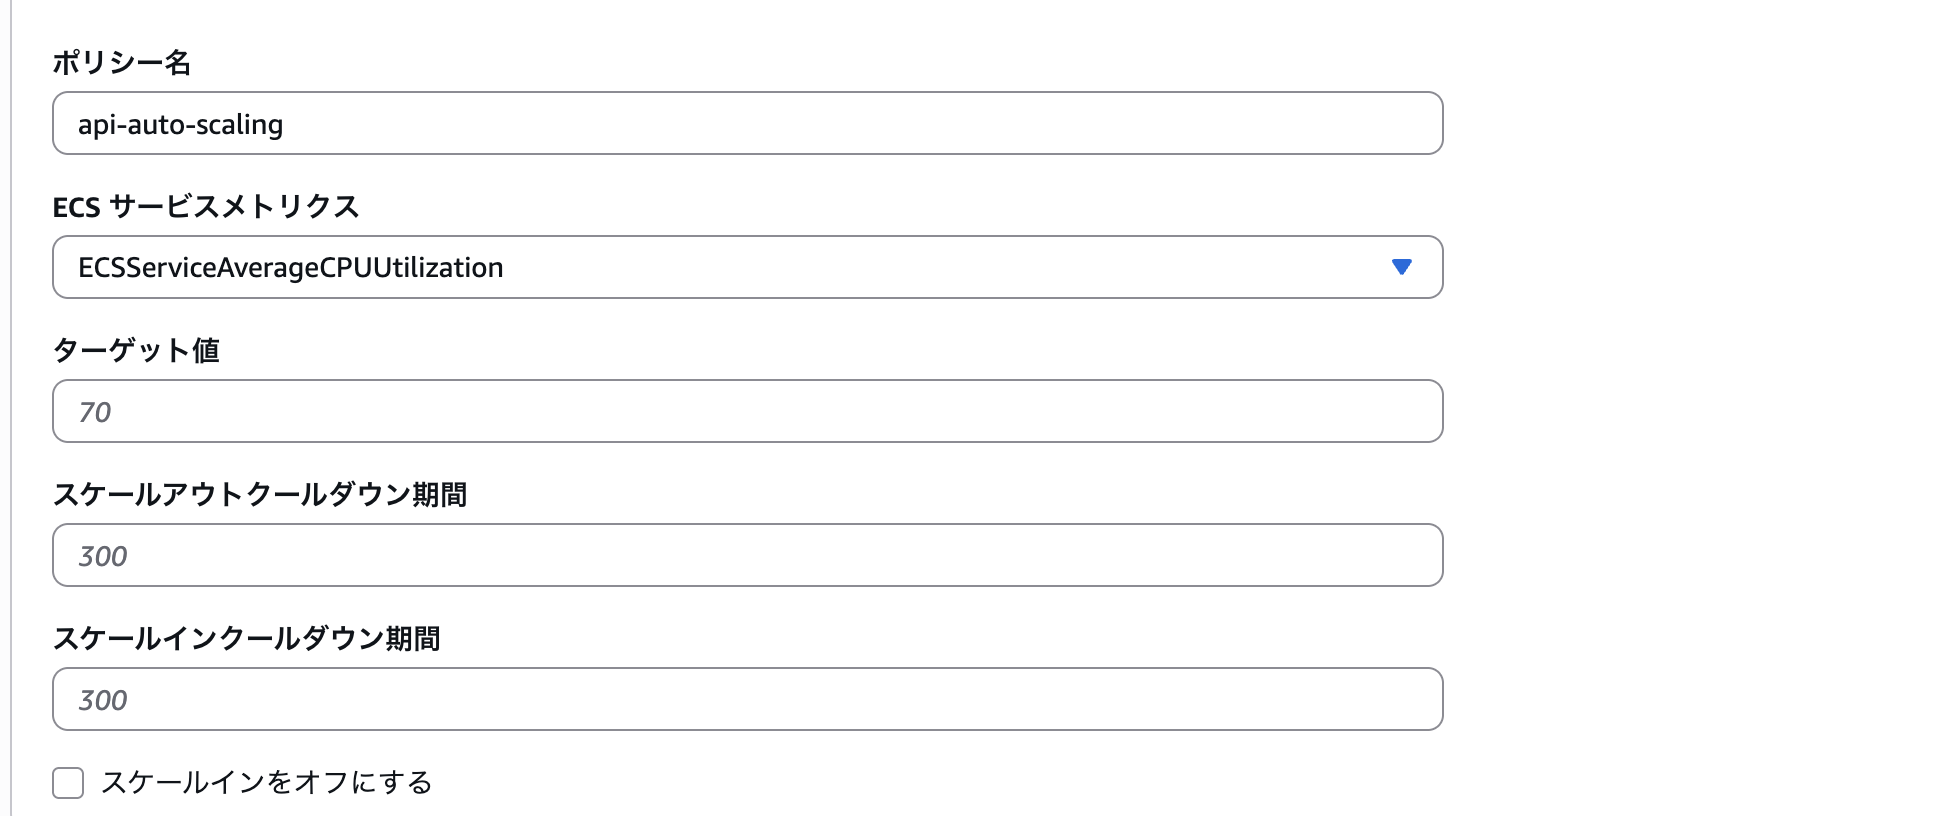 ポリシー名
api-auto-scaling
ECS サービスメトリクス
ECSServiceAverageCPUUtilization
ターゲット値
70
スケールアウトクールダウン期間
300
スケールインクールダウン期間
300
スケールインをオフにする